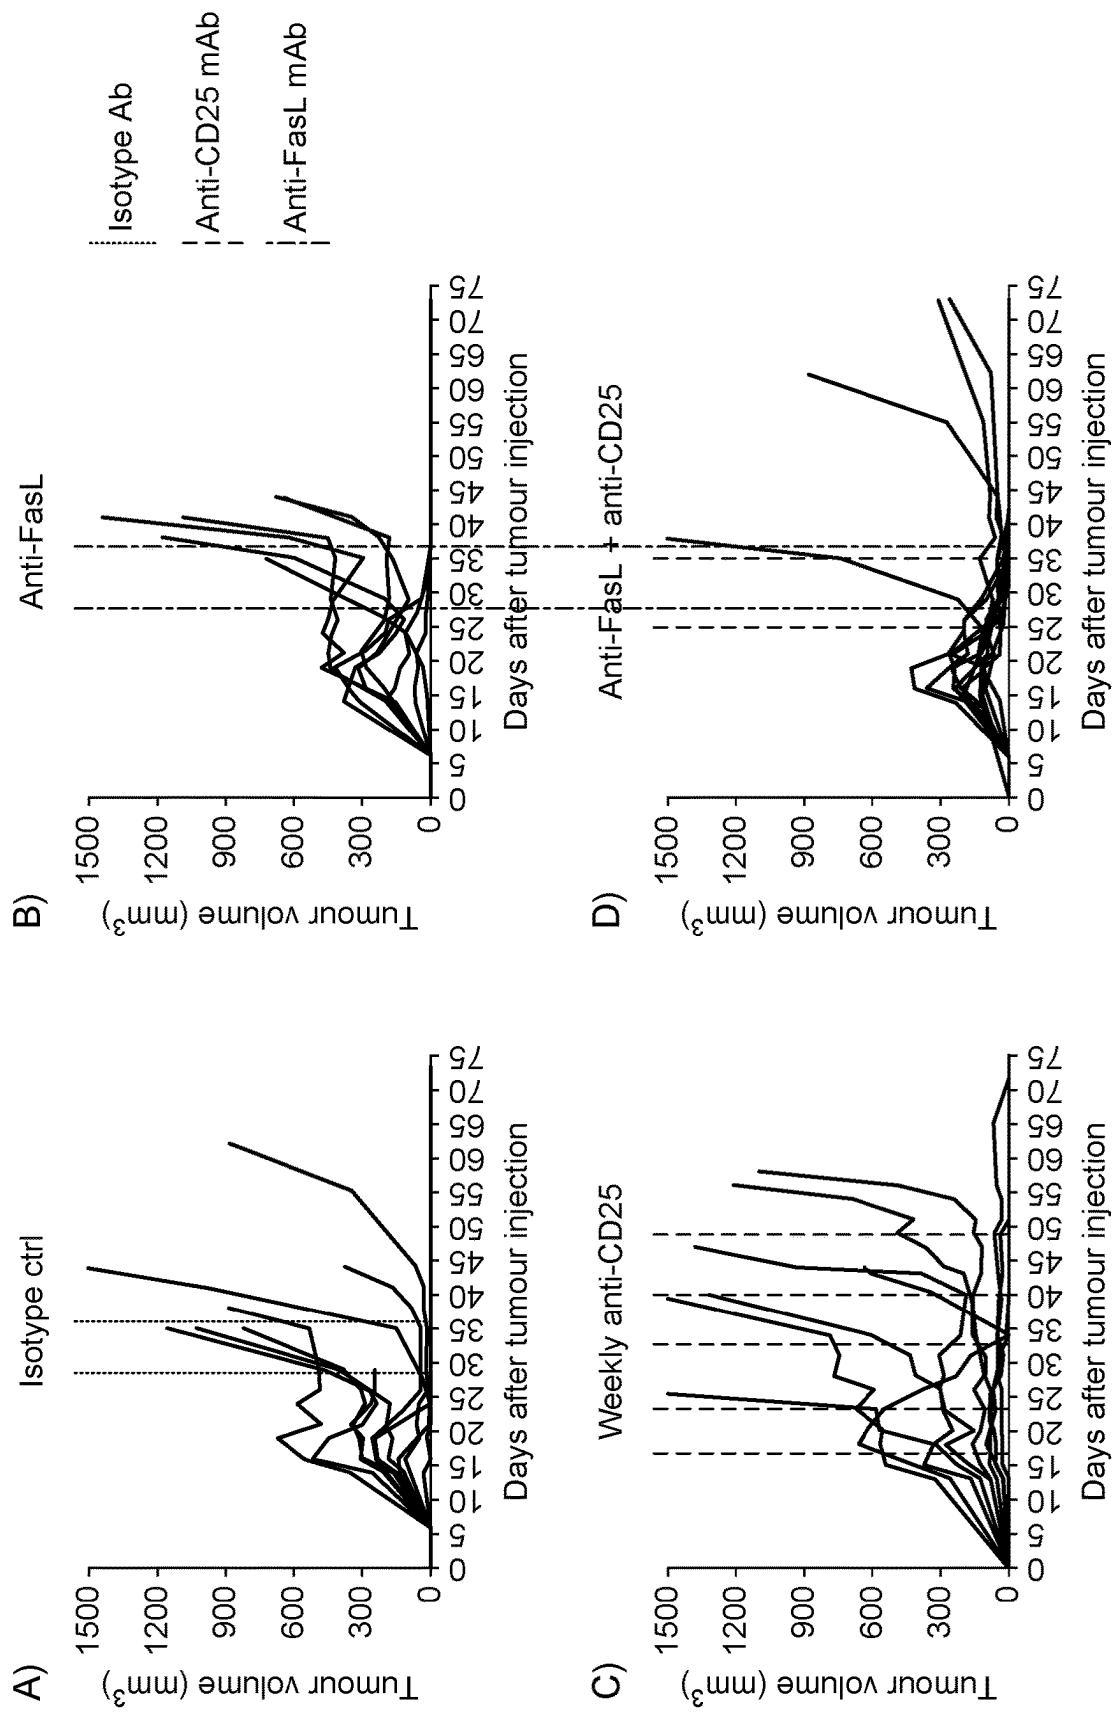 A)
Isotype ctrl
Tumour volume (mm³)
1500
1200
900
600
300
0
0 5 10 15 20 25 30 35 40 45 50 55 60 65 70 75
Days after tumour injection
B)
Anti-FasL
Tumour volume (mm³)
1500
1200
900
600
300
0
0 5 10 15 20 25 30 35 40 45 50 55 60 65 70 75
Days after tumour injection
Isotype Ab
Anti-CD25 mAb
Anti-FasL mAb
C)
Weekly anti-CD25
Tumour volume (mm³)
1500
1200
900
600
300
0
0 5 10 15 20 25 30 35 40 45 50 55 60 65 70 75
Days after tumour injection
D)
Anti-FasL + anti-CD25
Tumour volume (mm³)
1500
1200
900
600
300
0
0 5 10 15 20 25 30 35 40 45 50 55 60 65 70 75
Days after tumour injection